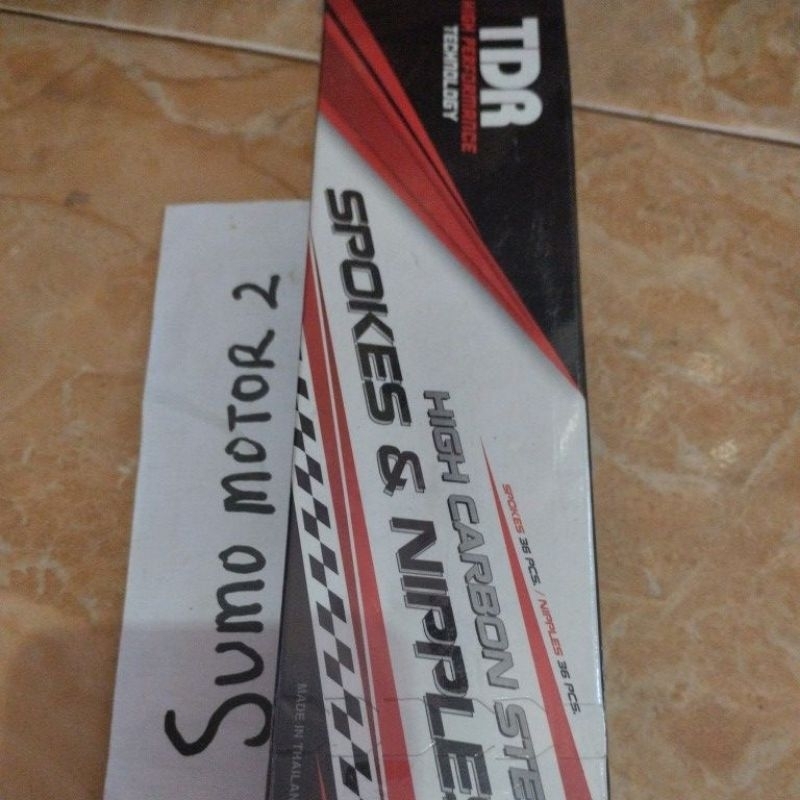 TDR
HIGH PERFORMANCE
TECHNOLOGY
SPOKES & NIPPLES
HIGH CARBON STE
SPOKES 36 PCS. / NIPPLES 36 PCS.
MADE IN THAILAN
SUMO MOTOR 2